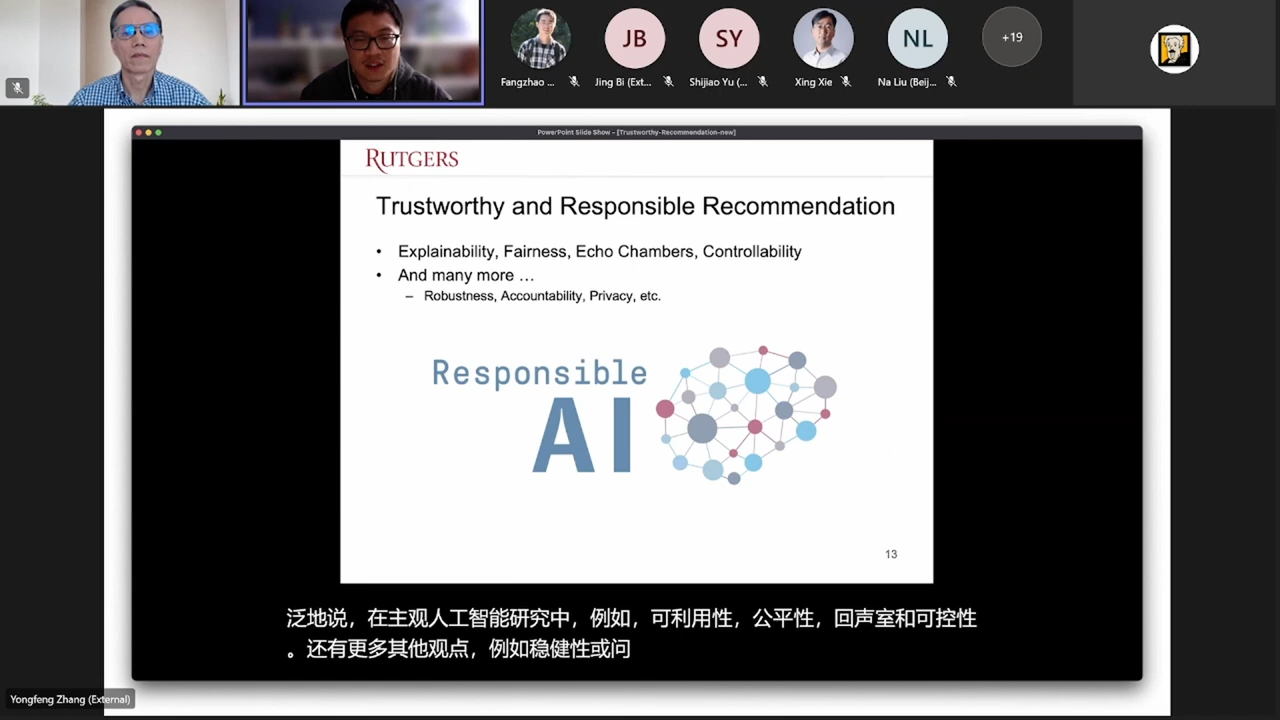 JB
SY
NL
+19
Fangzhao ...
Jing Bi (Ext...
Shijiao Yu (...
Xing Xie
Na Liu (Beij...
PowerPoint Slide Show - [Trustworthy-Recommendation-new]
RUTGERS
Trustworthy and Responsible Recommendation
• Explainability, Fairness, Echo Chambers, Controllability
• And many more …
– Robustness, Accountability, Privacy, etc.
Responsible
AI
13
泛地说，在主观人工智能研究中，例如，可利用性，公平性，回声室和可控性
。还有更多其他观点，例如稳健性或问
Yongfeng Zhang (External)